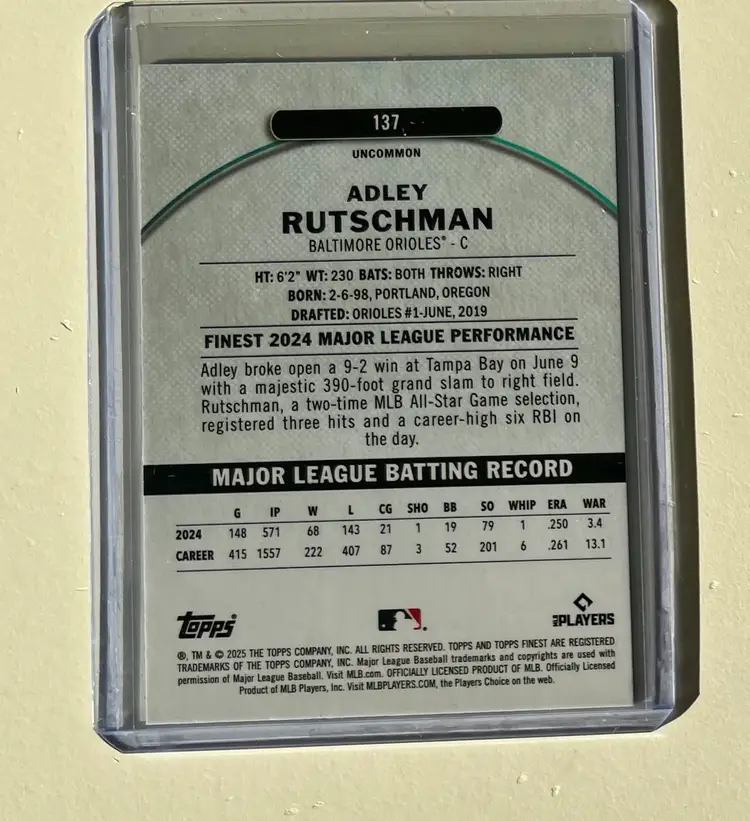 137
UNCOMMON
ADLEY
RUTSCHMAN
BALTIMORE ORIOLES® - C
HT: 6'2" WT: 230 BATS: BOTH THROWS: RIGHT
BORN: 2-6-98, PORTLAND, OREGON
DRAFTED: ORIOLES #1-JUNE, 2019
FINEST 2024 MAJOR LEAGUE PERFORMANCE
Adley broke open a 9-2 win at Tampa Bay on June 9
with a majestic 390-foot grand slam to right field.
Rutschman, a two-time MLB All-Star Game selection,
registered three hits and a career-high six RBI on
the day.
MAJOR LEAGUE BATTING RECORD
G IP W L CG SHO BB SO WHIP ERA WAR
2024 148 571 68 143 21 1 19 79 1 .250 3.4
CAREER 415 1557 222 407 87 3 52 201 6 .261 13.1
Topps®
MLB PLAYERS
®, TM & © 2025 THE TOPPS COMPANY, INC. ALL RIGHTS RESERVED. TOPPS AND TOPPS FINEST ARE REGISTERED
TRADEMARKS OF THE TOPPS COMPANY, INC. Major League Baseball trademarks and copyrights are used with
permission of Major League Baseball. Visit MLB.com. OFFICIALLY LICENSED PRODUCT OF MLB. Officially Licensed
Product of MLB Players, Inc. Visit MLBPLAYERS.COM, the Players Choice on the web.